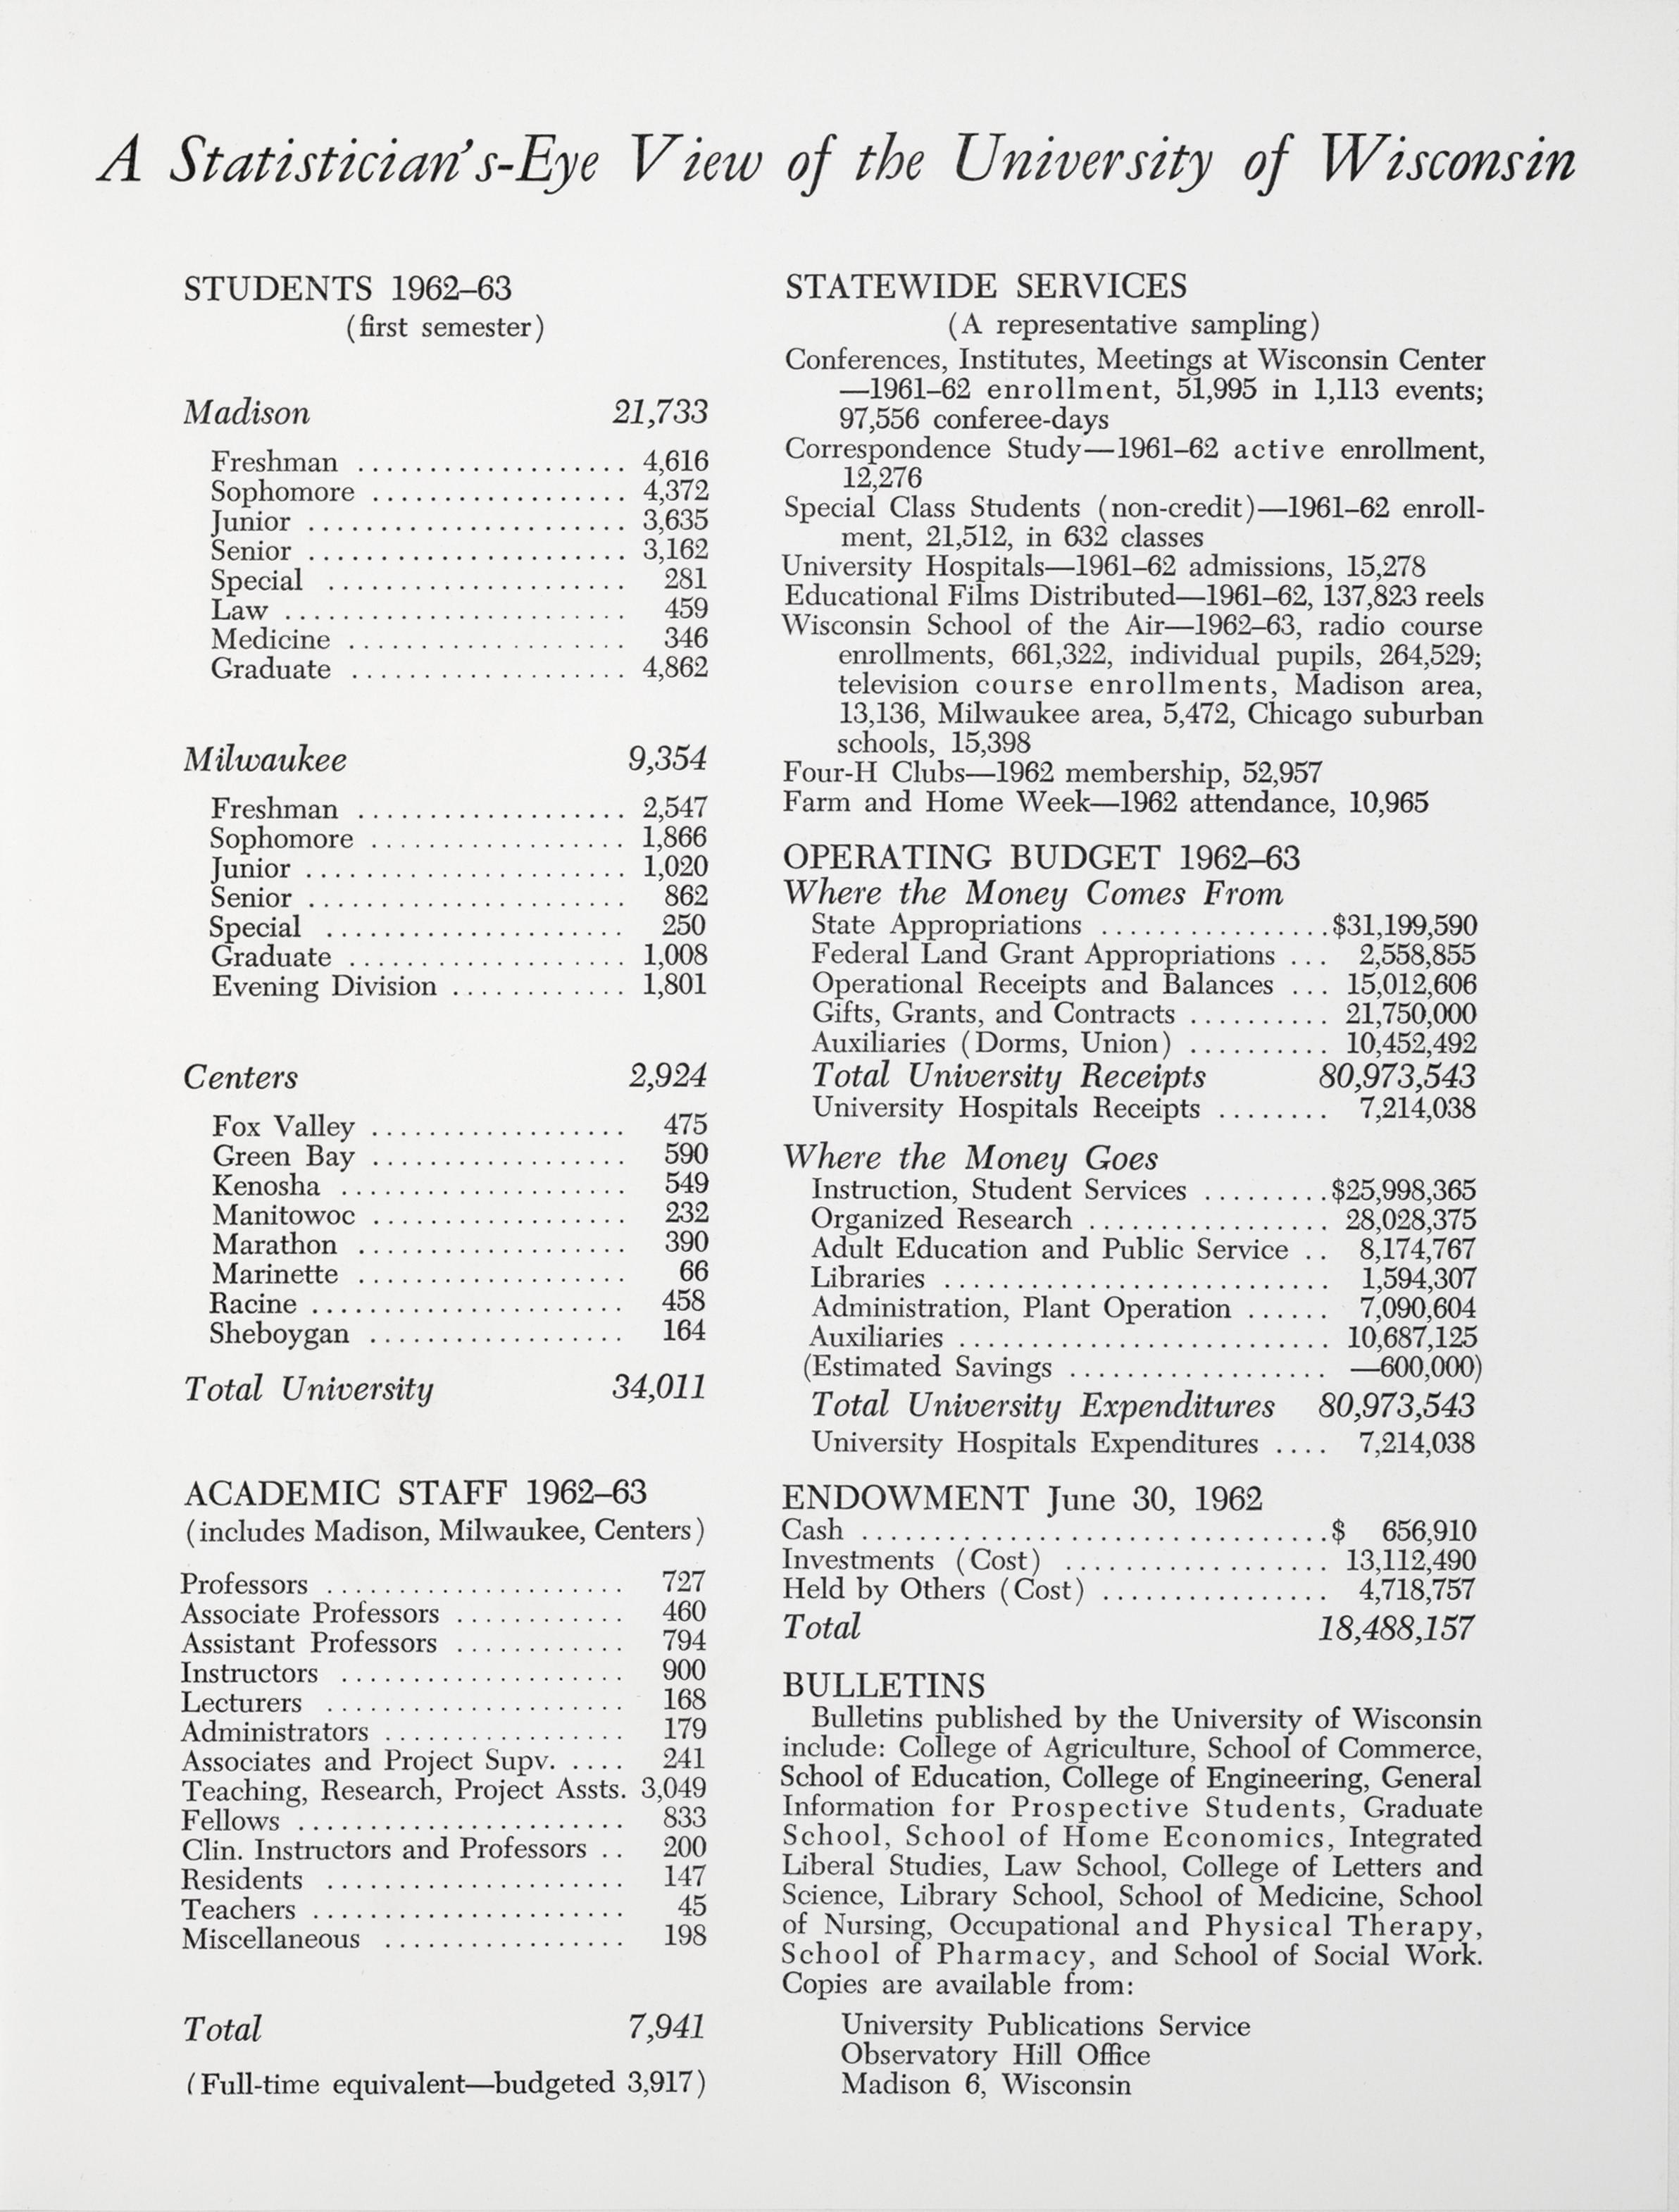 A Statistician's-Eye View of the University of Wisconsin
STUDENTS 1962–63
(first semester)
Madison 21,733
Freshman ................... 4,616
Sophomore .................. 4,372
Junior ...................... 3,635
Senior ...................... 3,162
Special ..................... 281
Law ........................ 459
Medicine ................... 346
Graduate ................... 4,862
Milwaukee 9,354
Freshman ................... 2,547
Sophomore .................. 1,866
Junior ...................... 1,020
Senior ...................... 862
Special ..................... 250
Graduate ................... 1,008
Evening Division ............ 1,801
Centers 2,924
Fox Valley .................. 475
Green Bay .................. 590
Kenosha .................... 549
Manitowoc .................. 232
Marathon ................... 390
Marinette ................... 66
Racine ...................... 458
Sheboygan .................. 164
Total University 34,011
ACADEMIC STAFF 1962–63
(includes Madison, Milwaukee, Centers)
Professors ..................... 727
Associate Professors ............ 460
Assistant Professors ............ 794
Instructors .................... 900
Lecturers ..................... 168
Administrators ................. 179
Associates and Project Supv. .... 241
Teaching, Research, Project Assts. 3,049
Fellows ....................... 833
Clin. Instructors and Professors .. 200
Residents ..................... 147
Teachers ...................... 45
Miscellaneous ................. 198
Total 7,941
(Full-time equivalent—budgeted 3,917)
STATEWIDE SERVICES
(A representative sampling)
Conferences, Institutes, Meetings at Wisconsin Center
—1961–62 enrollment, 51,995 in 1,113 events;
97,556 conferee-days
Correspondence Study—1961–62 active enrollment,
12,276
Special Class Students (non-credit)—1961–62 enroll-
ment, 21,512, in 632 classes
University Hospitals—1961–62 admissions, 15,278
Educational Films Distributed—1961–62, 137,823 reels
Wisconsin School of the Air—1962–63, radio course
enrollments, 661,322, individual pupils, 264,529;
television course enrollments, Madison area,
13,136, Milwaukee area, 5,472, Chicago suburban
schools, 15,398
Four-H Clubs—1962 membership, 52,957
Farm and Home Week—1962 attendance, 10,965
OPERATING BUDGET 1962–63
Where the Money Comes From
State Appropriations ................ $31,199,590
Federal Land Grant Appropriations ... 2,558,855
Operational Receipts and Balances ... 15,012,606
Gifts, Grants, and Contracts .......... 21,750,000
Auxiliaries (Dorms, Union) .......... 10,452,492
Total University Receipts 80,973,543
University Hospitals Receipts ........ 7,214,038
Where the Money Goes
Instruction, Student Services ......... $25,998,365
Organized Research ................. 28,028,375
Adult Education and Public Service .. 8,174,767
Libraries ........................... 1,594,307
Administration, Plant Operation ...... 7,090,604
Auxiliaries .......................... 10,687,125
(Estimated Savings .................. —600,000)
Total University Expenditures 80,973,543
University Hospitals Expenditures .... 7,214,038
ENDOWMENT June 30, 1962
Cash ................................. $ 656,910
Investments (Cost) ................... 13,112,490
Held by Others (Cost) ................ 4,718,757
Total 18,488,157
BULLETINS
Bulletins published by the University of Wisconsin
include: College of Agriculture, School of Commerce,
School of Education, College of Engineering, General
Information for Prospective Students, Graduate
School, School of Home Economics, Integrated
Liberal Studies, Law School, College of Letters and
Science, Library School, School of Medicine, School
of Nursing, Occupational and Physical Therapy,
School of Pharmacy, and School of Social Work.
Copies are available from:
University Publications Service
Observatory Hill Office
Madison 6, Wisconsin